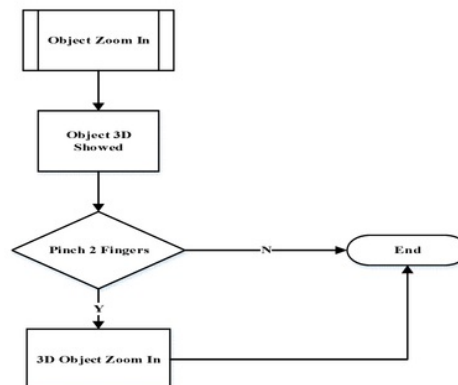 Object Zoom In
Object 3D
Showed
Pinch 2 Fingers
N
End
Y
3D Object Zoom In